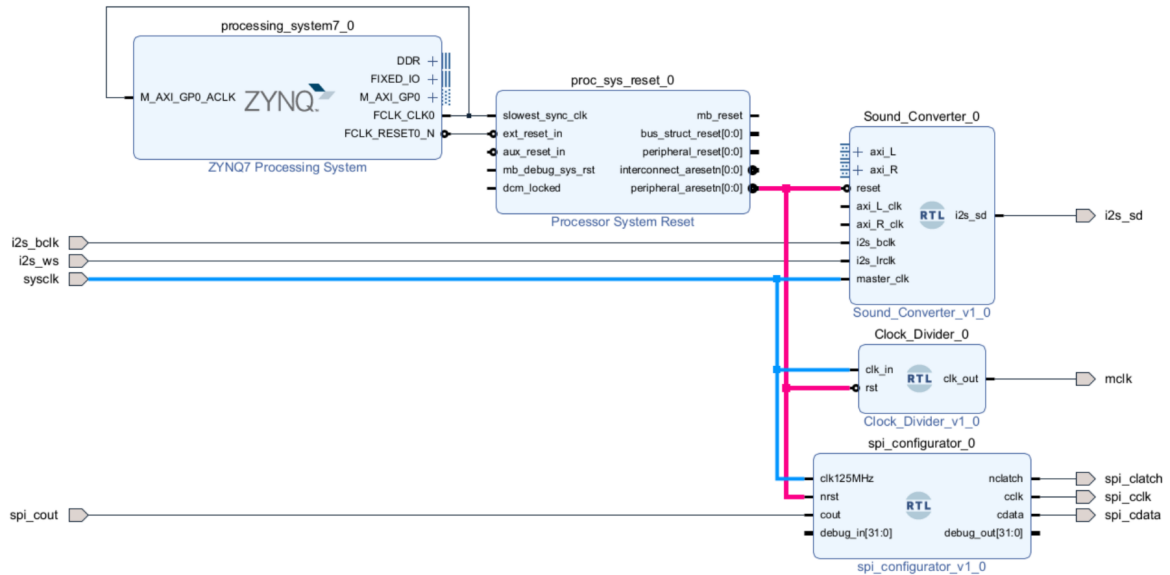 processing_system7_0
DDR
FIXED_IO
M_AXI_GP0_ACLK
ZYNQ
M_AXI_GP0
FCLK_CLK0
FCLK_RESET0_N
ZYNQ7 Processing System
proc_sys_reset_0
slowest_sync_clk
mb_reset
ext_reset_in
bus_struct_reset[0:0]
aux_reset_in
peripheral_reset[0:0]
mb_debug_sys_rst
interconnect_aresetn[0:0]
dcm_locked
peripheral_aresetn[0:0]
Processor System Reset
Sound_Converter_0
axi_L
axi_R
reset
axi_L_clk
RTL
i2s_sd
axi_R_clk
i2s_bclk
i2s_lrclk
master_clk
Sound_Converter_v1_0
i2s_sd
i2s_bclk
i2s_ws
sysclk
Clock_Divider_0
clk_in
RTL
clk_out
rst
Clock_Divider_v1_0
mclk
spi_configurator_0
clk125MHz
nclatch
nrst
RTL
cclk
cout
cdata
debug_in[31:0]
debug_out[31:0]
spi_configurator_v1_0
spi_cout
spi_clatch
spi_cclk
spi_cdata